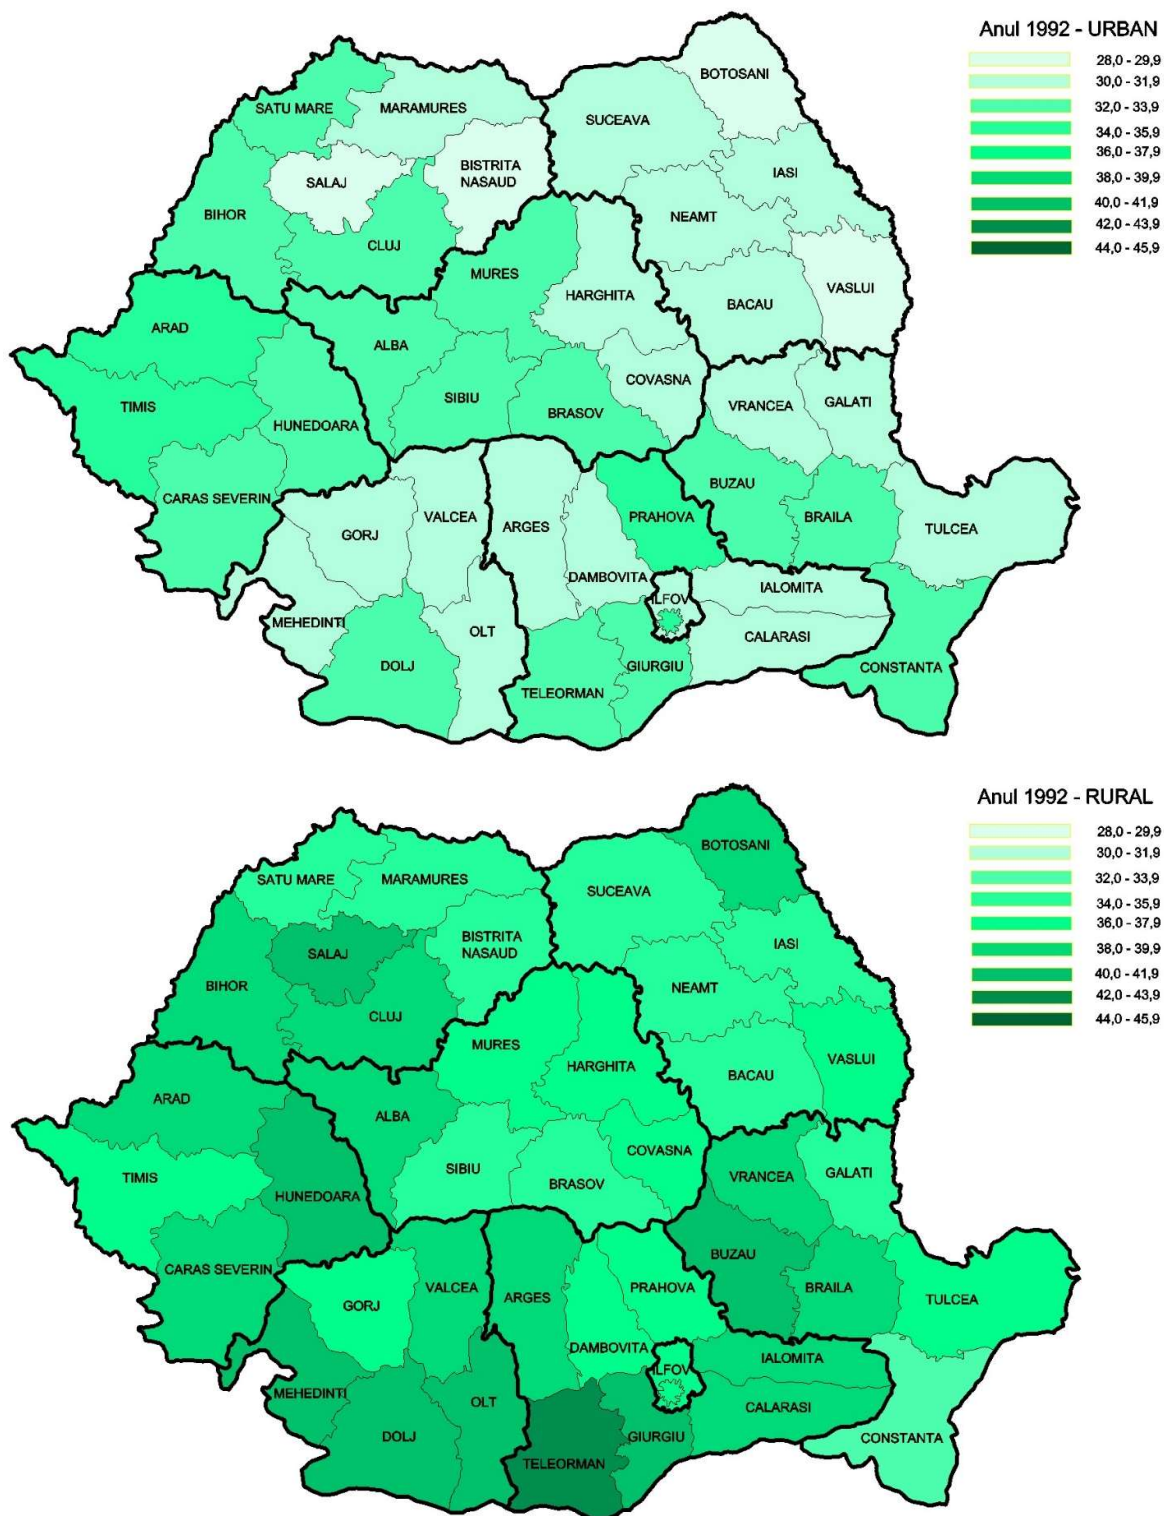 Anul 1992 - URBAN
28,0 - 29,9
30,0 - 31,9
32,0 - 33,9
34,0 - 35,9
36,0 - 37,9
38,0 - 39,9
40,0 - 41,9
42,0 - 43,9
44,0 - 45,9
BOTOSANI
SATU MARE
MARAMURES
SUCEAVA
IASI
BISTRITA
NASAUD
SALAJ
BIHOR
NEAMT
CLUJ
MURES
HARGHITA
VASLUI
BACAU
ARAD
ALBA
COVASNA
SIBIU
BRASOV
VRANCEA
GALATI
TIMIS
HUNEDOARA
CARAS SEVERIN
GORJ
VALCEA
ARGES
PRAHOVA
BUZAU
BRAILA
TULCEA
DAMBOVITA
ILFOV
IALOMITA
MEHEDINTI
OLT
CALARASI
DOLJ
TELEORMAN
GIURGIU
CONSTANTA
Anul 1992 - RURAL
28,0 - 29,9
30,0 - 31,9
32,0 - 33,9
34,0 - 35,9
36,0 - 37,9
38,0 - 39,9
40,0 - 41,9
42,0 - 43,9
44,0 - 45,9
BOTOSANI
SATU MARE
MARAMURES
SUCEAVA
IASI
BISTRITA
NASAUD
SALAJ
BIHOR
NEAMT
CLUJ
MURES
HARGHITA
VASLUI
BACAU
ARAD
ALBA
COVASNA
SIBIU
BRASOV
VRANCEA
GALATI
TIMIS
HUNEDOARA
CARAS SEVERIN
GORJ
VALCEA
ARGES
PRAHOVA
BUZAU
BRAILA
TULCEA
DAMBOVITA
ILFOV
IALOMITA
MEHEDINTI
OLT
CALARASI
DOLJ
TELEORMAN
GIURGIU
CONSTANTA